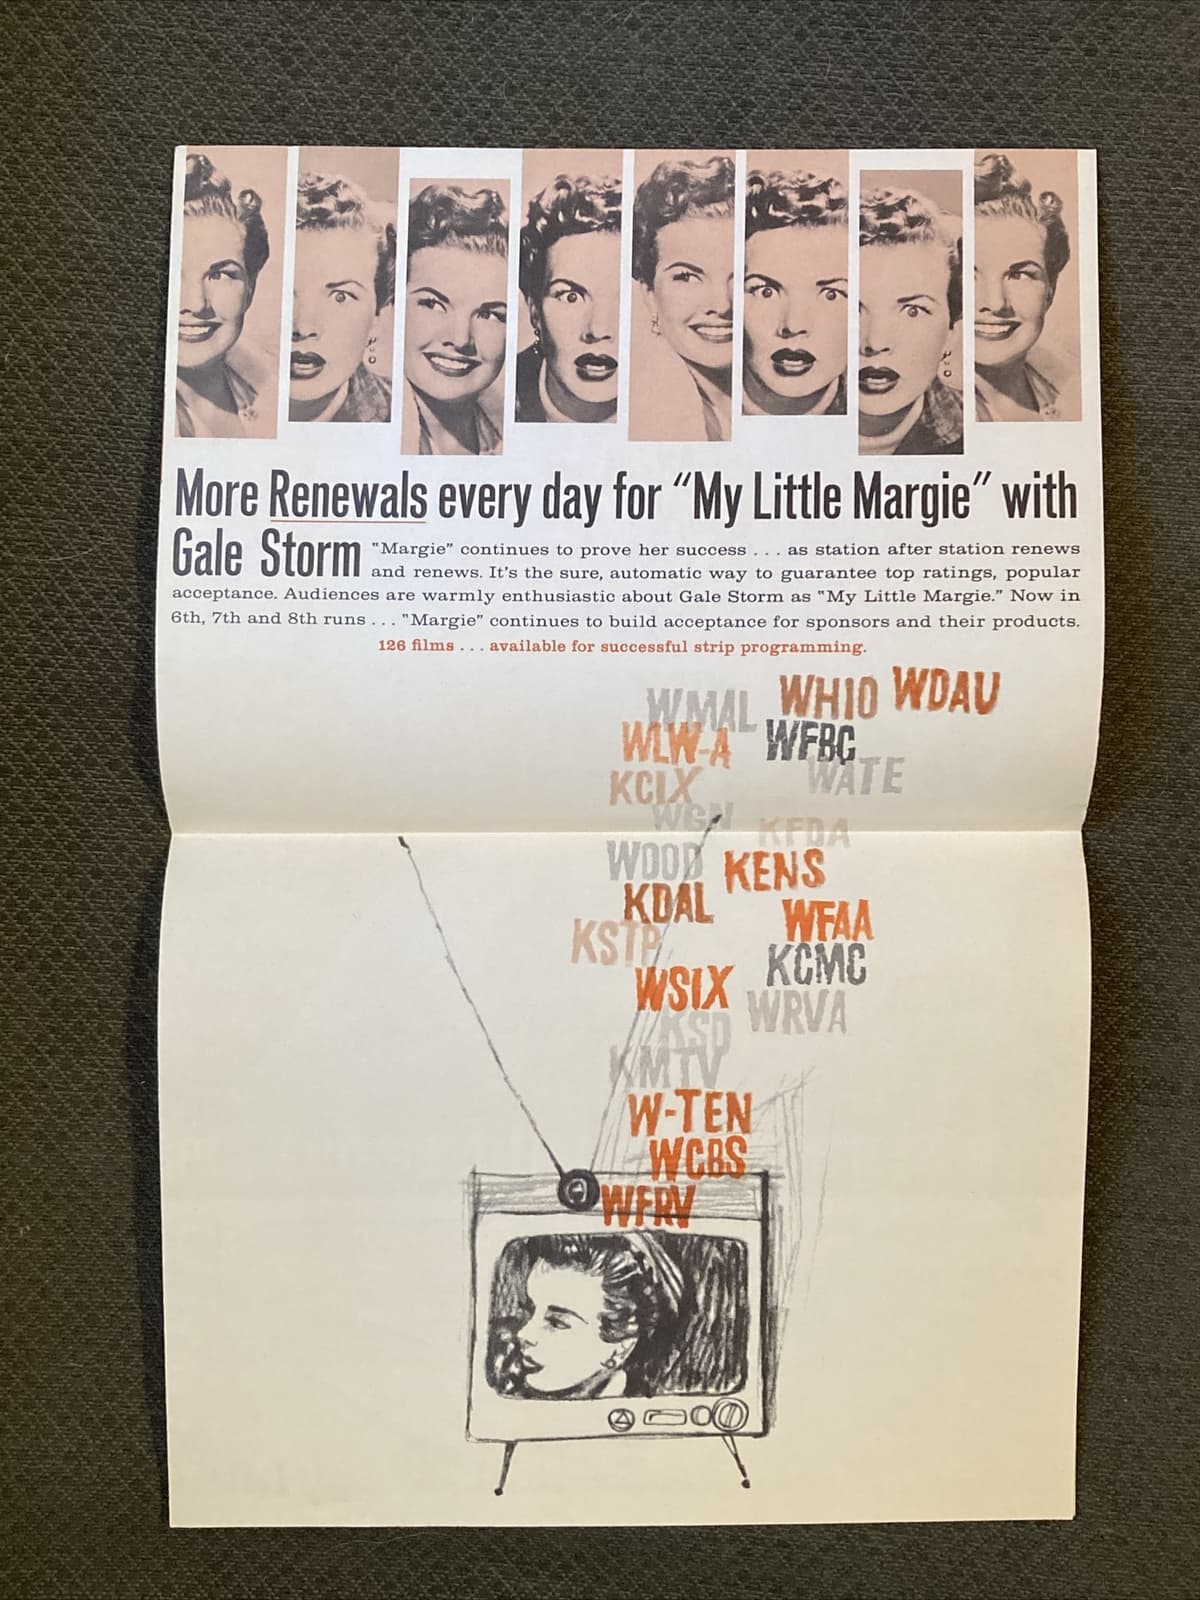 More Renewals every day for "My Little Margie" with
Gale Storm "Margie" continues to prove her success . . . as station after station renews
and renews. It's the sure, automatic way to guarantee top ratings, popular
acceptance. Audiences are warmly enthusiastic about Gale Storm as "My Little Margie." Now in
6th, 7th and 8th runs . . . "Margie" continues to build acceptance for sponsors and their products.
126 films . . . available for successful strip programming.
WMAL WHIO WDAU
WLW-A WFBC
KCIX WATE
WGN KFDA
WOOD KENS
KDAL WFAA
KSTP KCMC
WSIX WRVA
KSD
KMTV
W-TEN
WCBS
WFRV